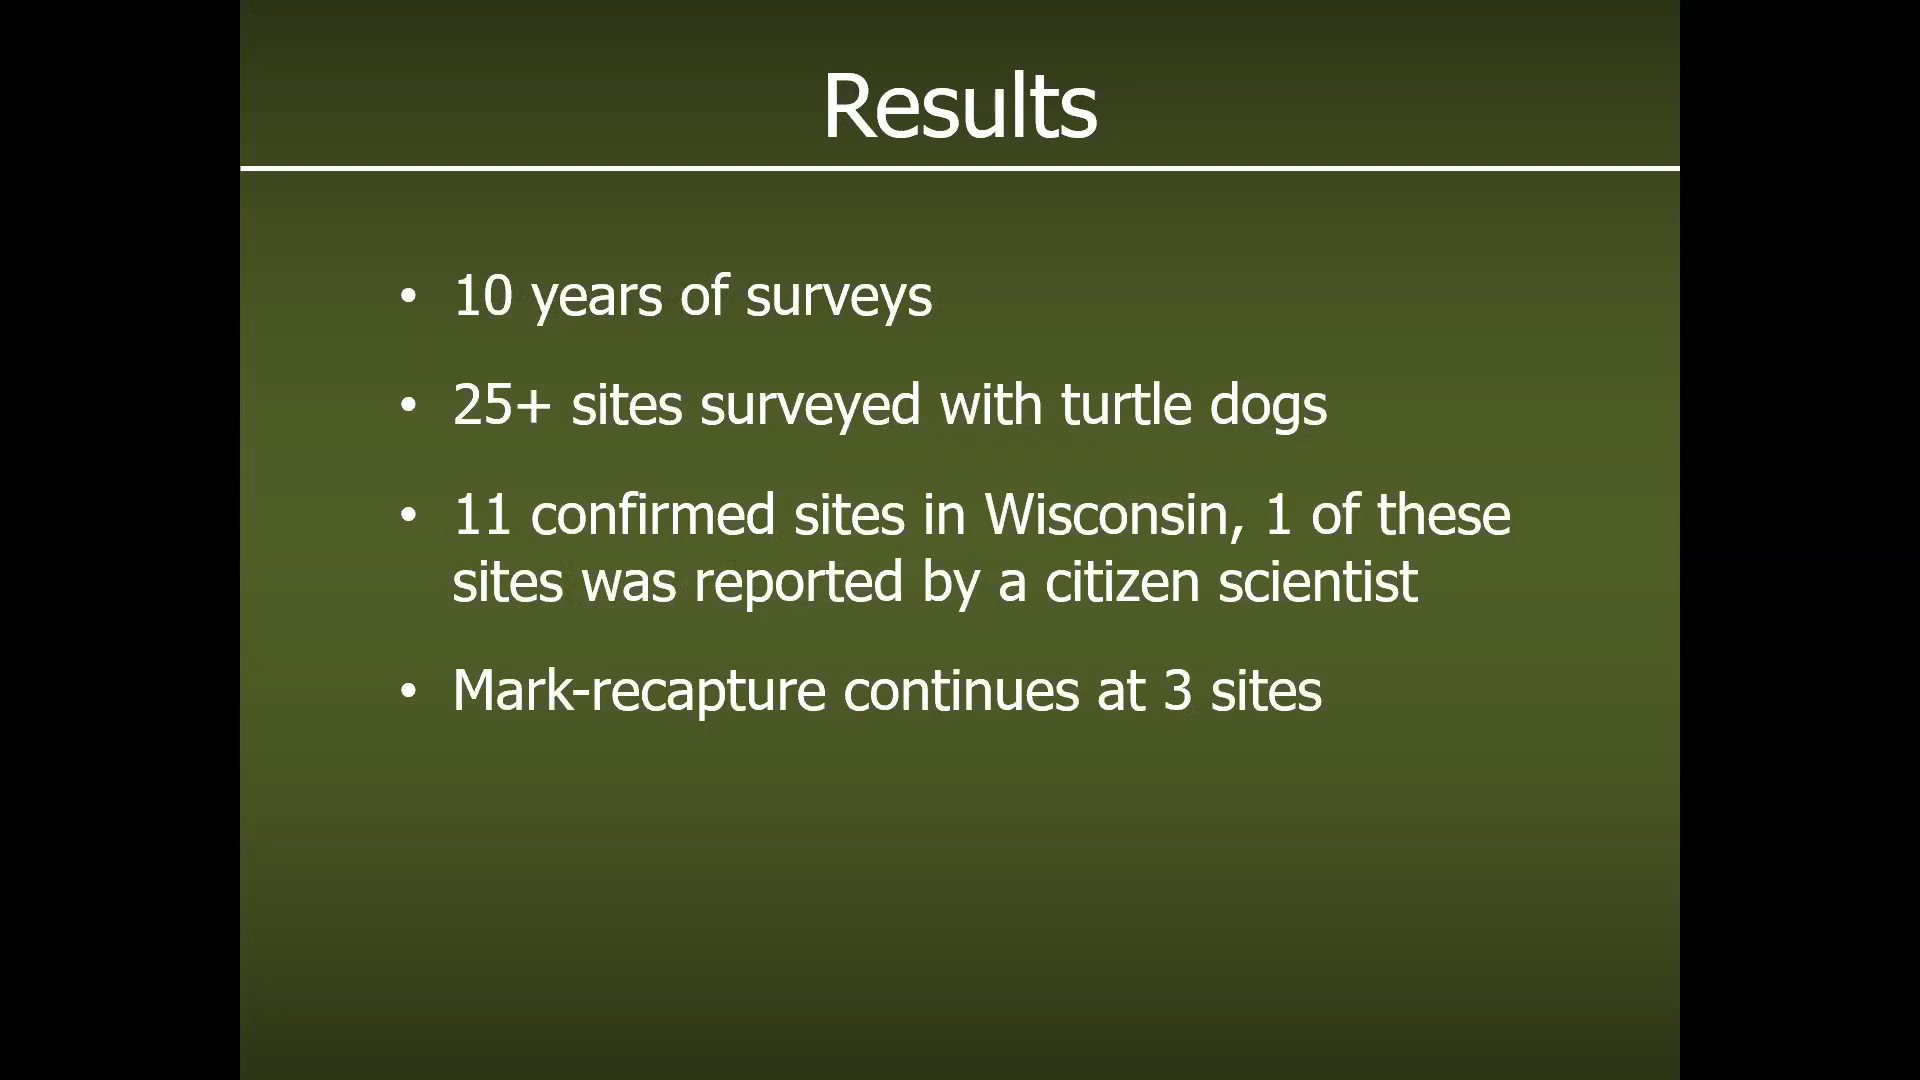 Results
• 10 years of surveys
• 25+ sites surveyed with turtle dogs
• 11 confirmed sites in Wisconsin, 1 of these
sites was reported by a citizen scientist
• Mark-recapture continues at 3 sites